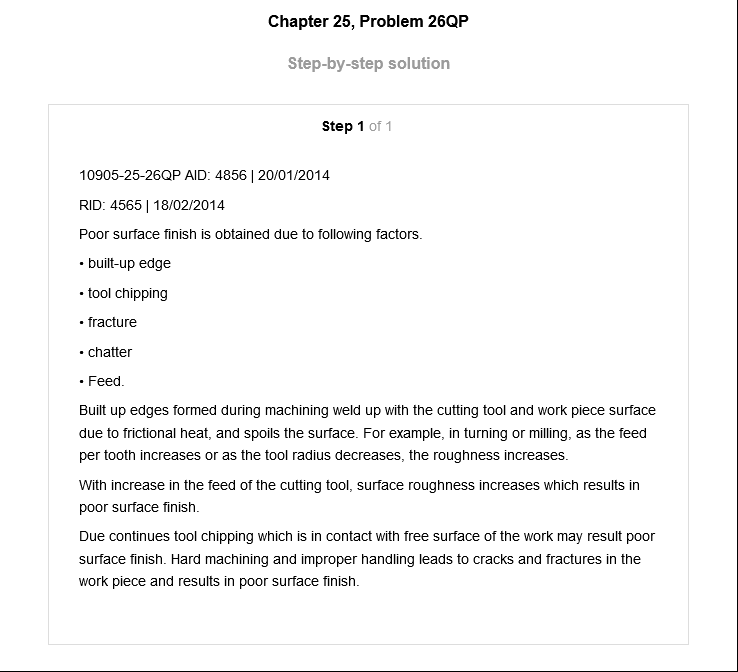 Chapter 25, Problem 26QP
Step-by-step solution
Step 1 of 1
10905-25-26QP AID: 4856 | 20/01/2014
RID: 4565 | 18/02/2014
Poor surface finish is obtained due to following factors.
• built-up edge
• tool chipping
• fracture
• chatter
• Feed.
Built up edges formed during machining weld up with the cutting tool and work piece surface
due to frictional heat, and spoils the surface. For example, in turning or milling, as the feed
per tooth increases or as the tool radius decreases, the roughness increases.
With increase in the feed of the cutting tool, surface roughness increases which results in
poor surface finish.
Due continues tool chipping which is in contact with free surface of the work may result poor
surface finish. Hard machining and improper handling leads to cracks and fractures in the
work piece and results in poor surface finish.